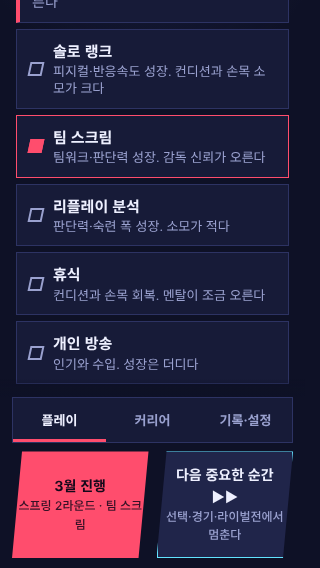 른다
솔로 랭크
피지컬·반응속도 성장. 컨디션과 손목 소
모가 크다
팀 스크림
팀워크·판단력 성장. 감독 신뢰가 오른다
리플레이 분석
판단력·숙련 폭 성장. 소모가 적다
휴식
컨디션과 손목 회복. 멘탈이 조금 오른다
개인 방송
인기와 수입. 성장은 더디다
플레이 커리어 기록·설정
3월 진행
스프링 2라운드 · 팀 스크
림
다음 중요한 순간
▶▶
선택·경기·라이벌전에서
멈춘다